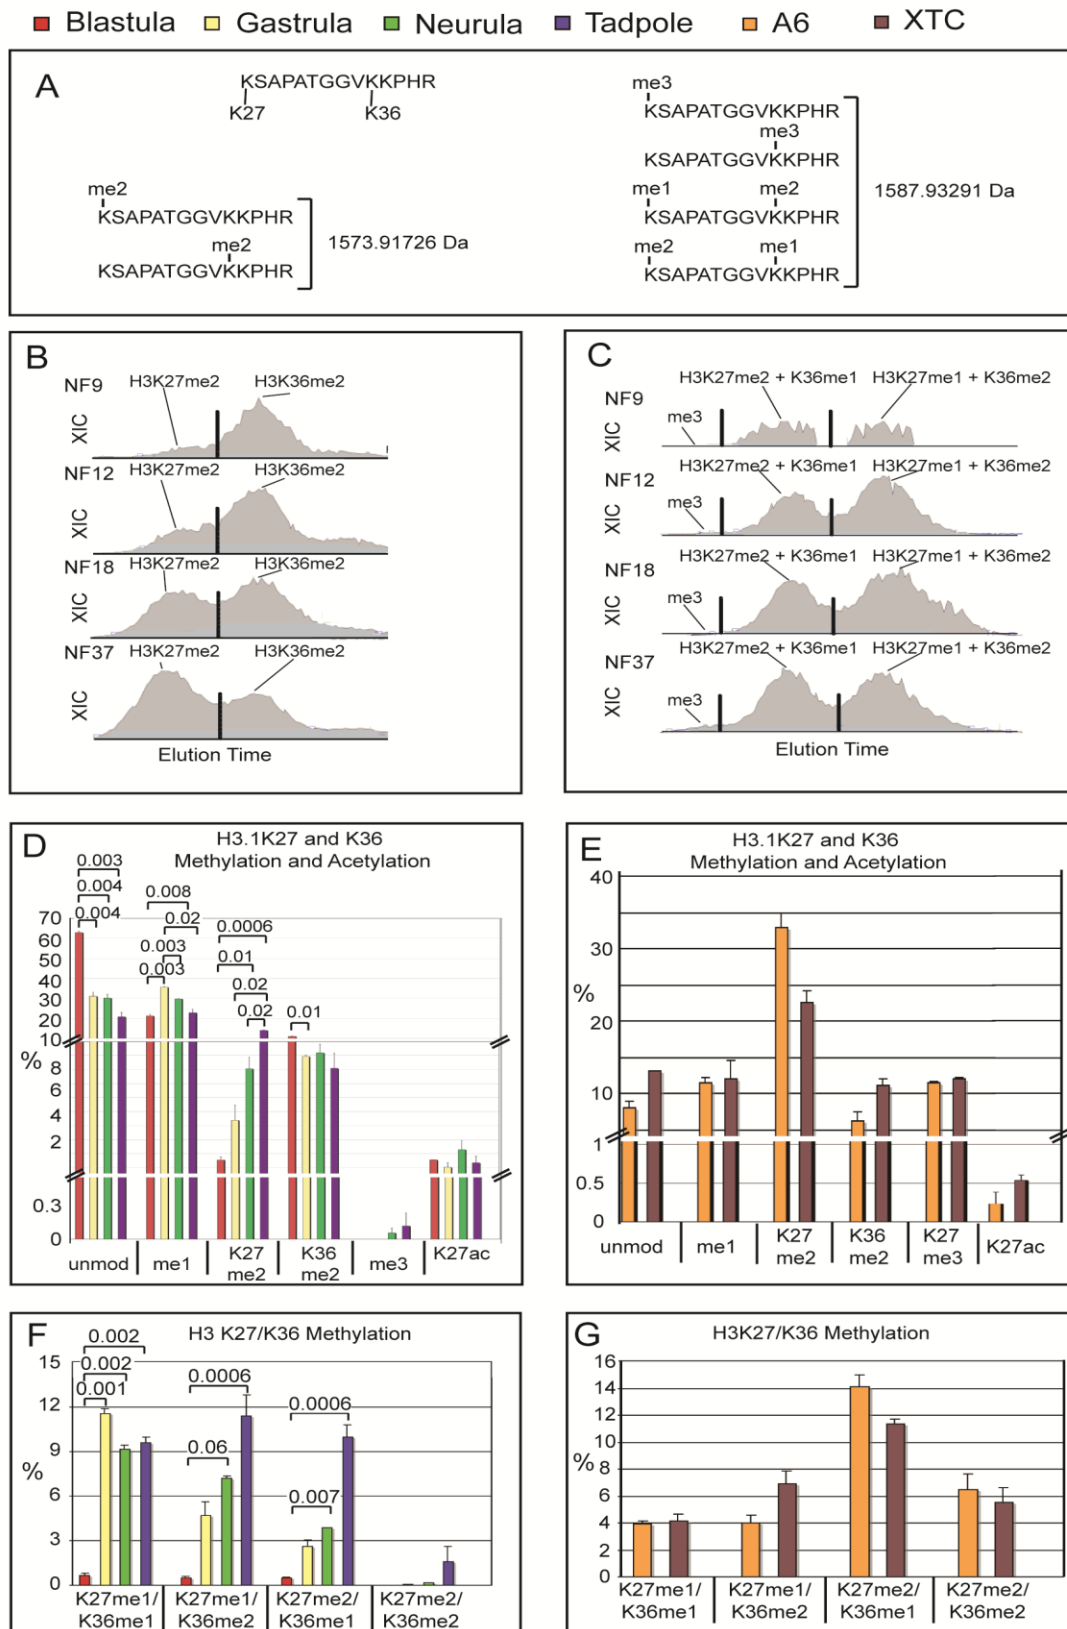 Blastula Gastrula Neurula Tadpole A6 XTC
A
KSAPATGGVKKPHR
K27 K36
me2
KSAPATGGVKKPHR
me2
KSAPATGGVKKPHR
1573.91726 Da
me3
KSAPATGGVKKPHR
me3
KSAPATGGVKKPHR
me1 me2
KSAPATGGVKKPHR
me2 me1
KSAPATGGVKKPHR
1587.93291 Da
B
NF9 H3K27me2 H3K36me2
XIC
NF12 H3K27me2 H3K36me2
XIC
NF18 H3K27me2 H3K36me2
XIC
NF37 H3K27me2 H3K36me2
XIC
Elution Time
C
H3K27me2 + K36me1 H3K27me1 + K36me2
NF9
me3
XIC
H3K27me2 + K36me1 H3K27me1 + K36me2
NF12
me3
XIC
H3K27me2 + K36me1 H3K27me1 + K36me2
NF18
me3
XIC
H3K27me2 + K36me1 H3K27me1 + K36me2
NF37
me3
XIC
Elution Time
D
H3.1K27 and K36
Methylation and Acetylation
0.003
0.004
0.004
0.008
0.02
0.003
0.003
0.0006
0.01
0.02
0.02
0.01
70
60
50
40
30
20
10
%
8
6
4
2
0.3
0
unmod me1 K27 me2 K36 me2 me3 K27ac
E
H3.1K27 and K36
Methylation and Acetylation
40
30
%
20
10
1
0.5
0
unmod me1 K27 me2 K36 me2 K27 me3 K27ac
F
H3 K27/K36 Methylation
0.002
0.002
0.001
0.0006
0.06
0.0006
0.007
15
12
9
%
6
3
0
K27me1/ K27me1/ K27me2/ K27me2/
K36me1 K36me2 K36me1 K36me2
G
H3K27/K36 Methylation
16
14
12
10
%
8
6
4
2
0
K27me1/ K27me1/ K27me2/ K27me2/
K36me1 K36me2 K36me1 K36me2